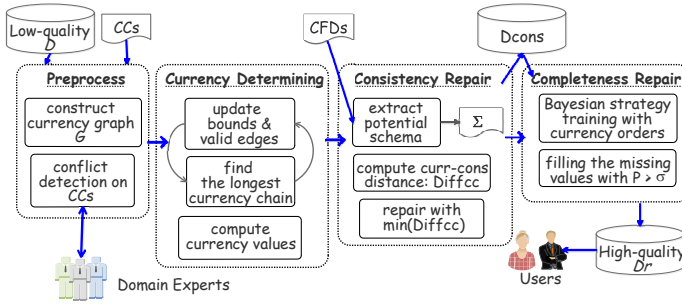 Low-quality
D
CCs
CFDs
Dcons
Preprocess
construct
currency graph
G
conflict
detection on
CCs
Currency Determining
update
bounds &
valid edges
find
the longest
currency chain
compute
currency values
Consistency Repair
extract
potential
schema
Σ
compute curr-cons
distance: Diffcc
repair with
min(Diffcc)
Completeness Repair
Bayesian strategy
training with
currency orders
filling the missing
values with P > σ
Domain Experts
Users
High-quality
Dr